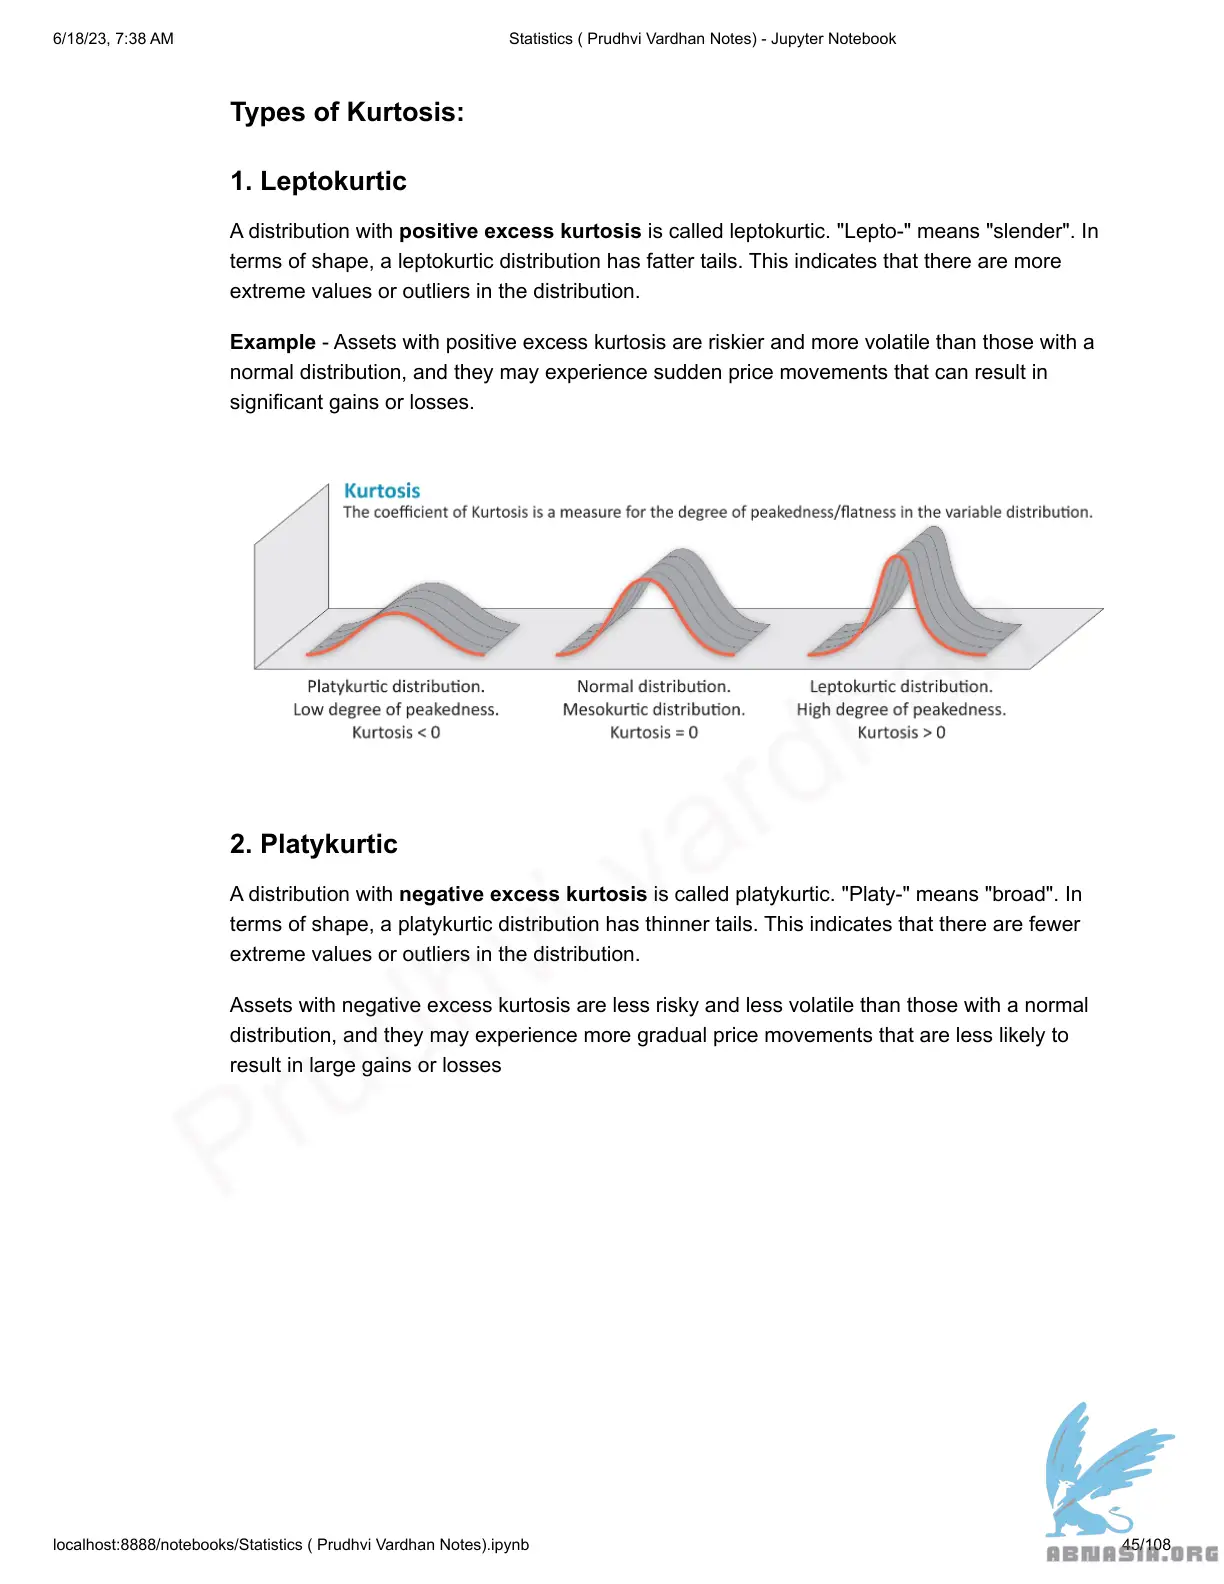 6/18/23, 7:38 AM
Statistics ( Prudhvi Vardhan Notes) - Jupyter Notebook
Types of Kurtosis:
1. Leptokurtic
A distribution with positive excess kurtosis is called leptokurtic. "Lepto-" means "slender". In
terms of shape, a leptokurtic distribution has fatter tails. This indicates that there are more
extreme values or outliers in the distribution.
Example - Assets with positive excess kurtosis are riskier and more volatile than those with a
normal distribution, and they may experience sudden price movements that can result in
significant gains or losses.
Kurtosis
The coefficient of Kurtosis is a measure for the degree of peakedness/flatness in the variable distribution.
Platykurtic distribution.
Low degree of peakedness.
Kurtosis < 0
Normal distribution.
Mesokurtic distribution.
Kurtosis = 0
Leptokurtic distribution.
High degree of peakedness.
Kurtosis > 0
2. Platykurtic
A distribution with negative excess kurtosis is called platykurtic. "Platy-" means "broad". In
terms of shape, a platykurtic distribution has thinner tails. This indicates that there are fewer
extreme values or outliers in the distribution.
Assets with negative excess kurtosis are less risky and less volatile than those with a normal
distribution, and they may experience more gradual price movements that are less likely to
result in large gains or losses
localhost:8888/notebooks/Statistics ( Prudhvi Vardhan Notes).ipynb
45/108
ABNASIA.ORG